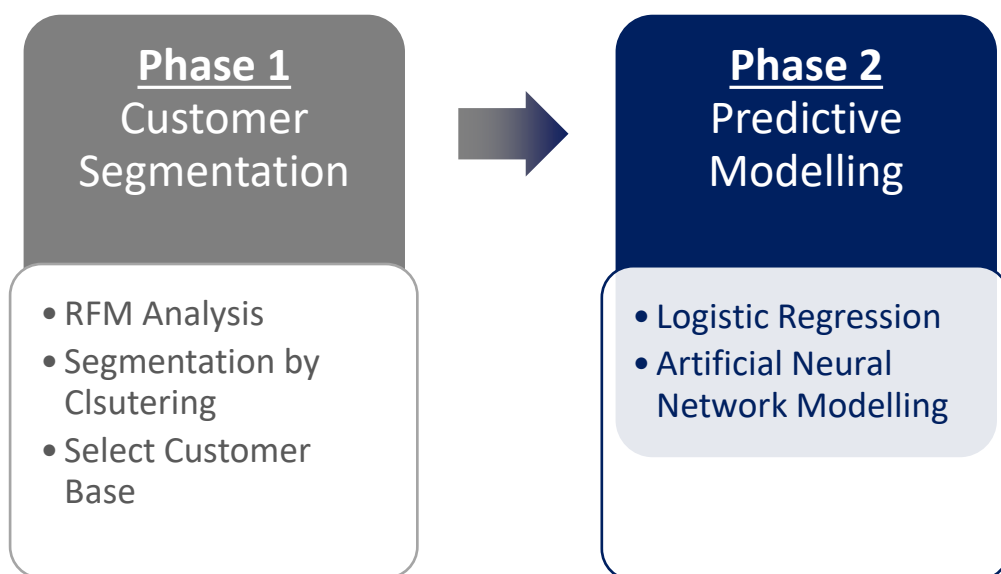 Phase 1
Customer
Segmentation
• RFM Analysis
• Segmentation by
Clsutering
• Select Customer
Base
Phase 2
Predictive
Modelling
• Logistic Regression
• Artificial Neural
Network Modelling